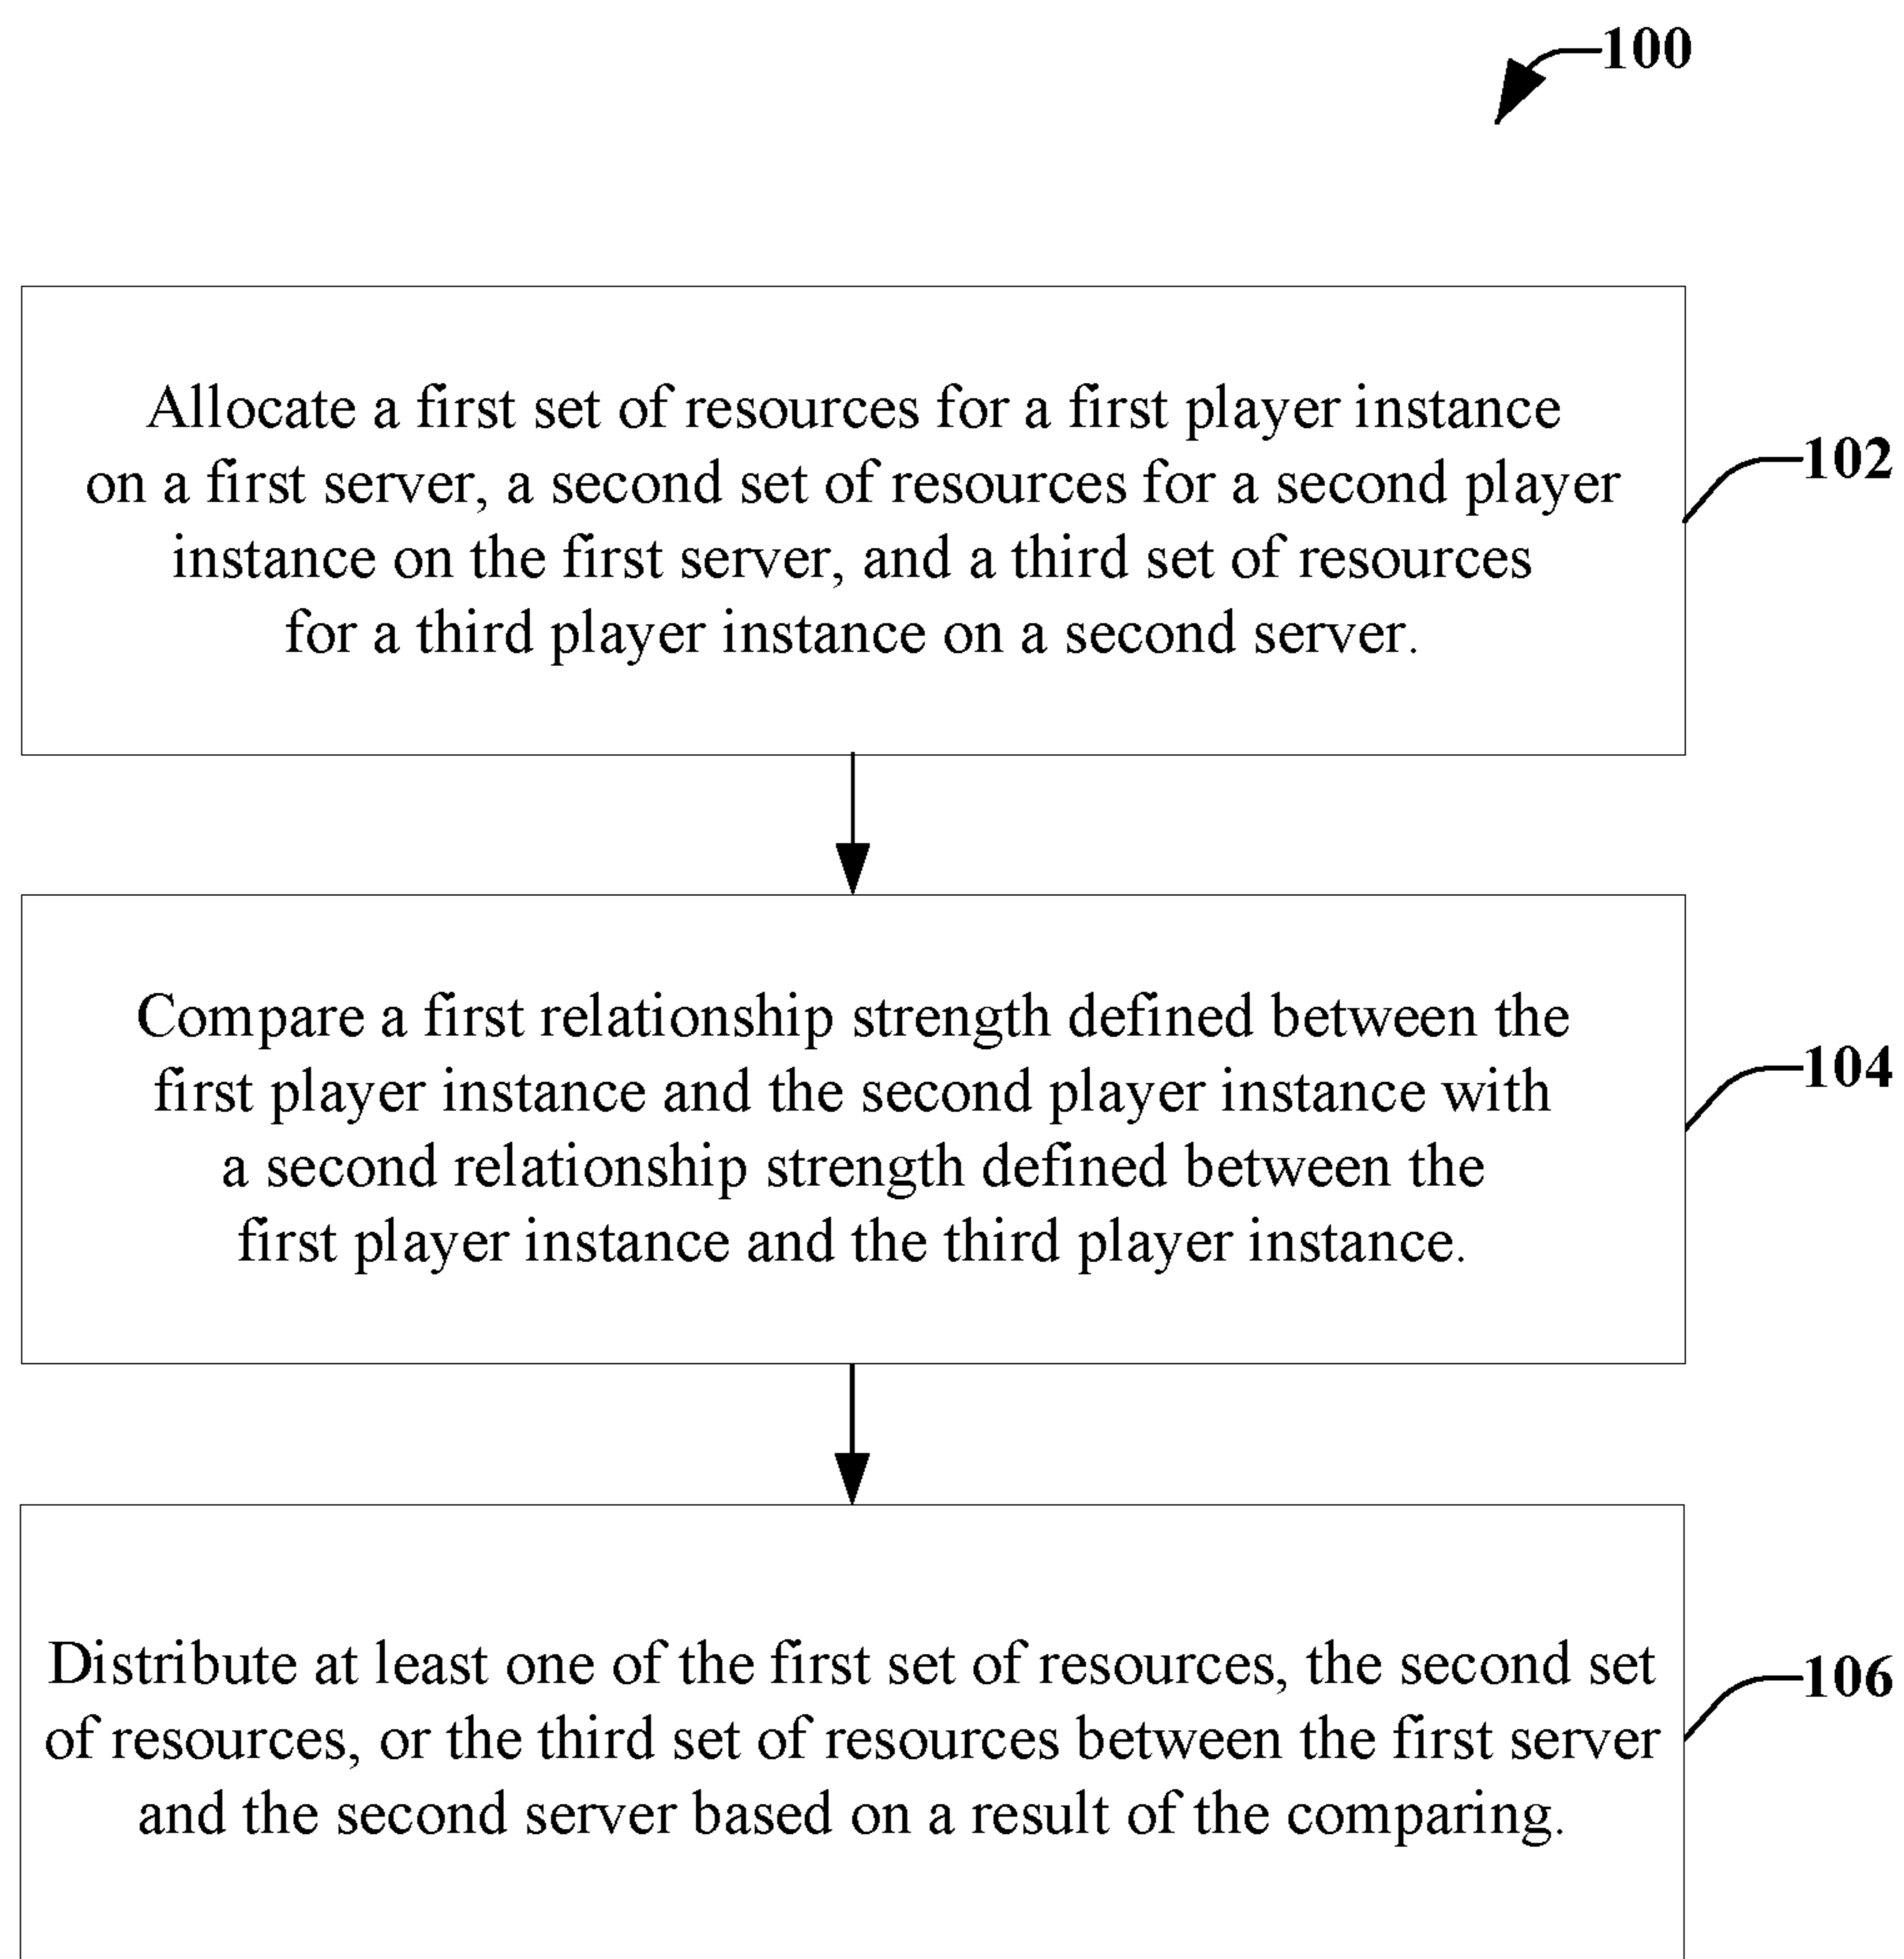 100
Allocate a first set of resources for a first player instance
on a first server, a second set of resources for a second player
instance on the first server, and a third set of resources
for a third player instance on a second server.
102
Compare a first relationship strength defined between the
first player instance and the second player instance with
a second relationship strength defined between the
first player instance and the third player instance.
104
Distribute at least one of the first set of resources, the second set
of resources, or the third set of resources between the first server
and the second server based on a result of the comparing.
106